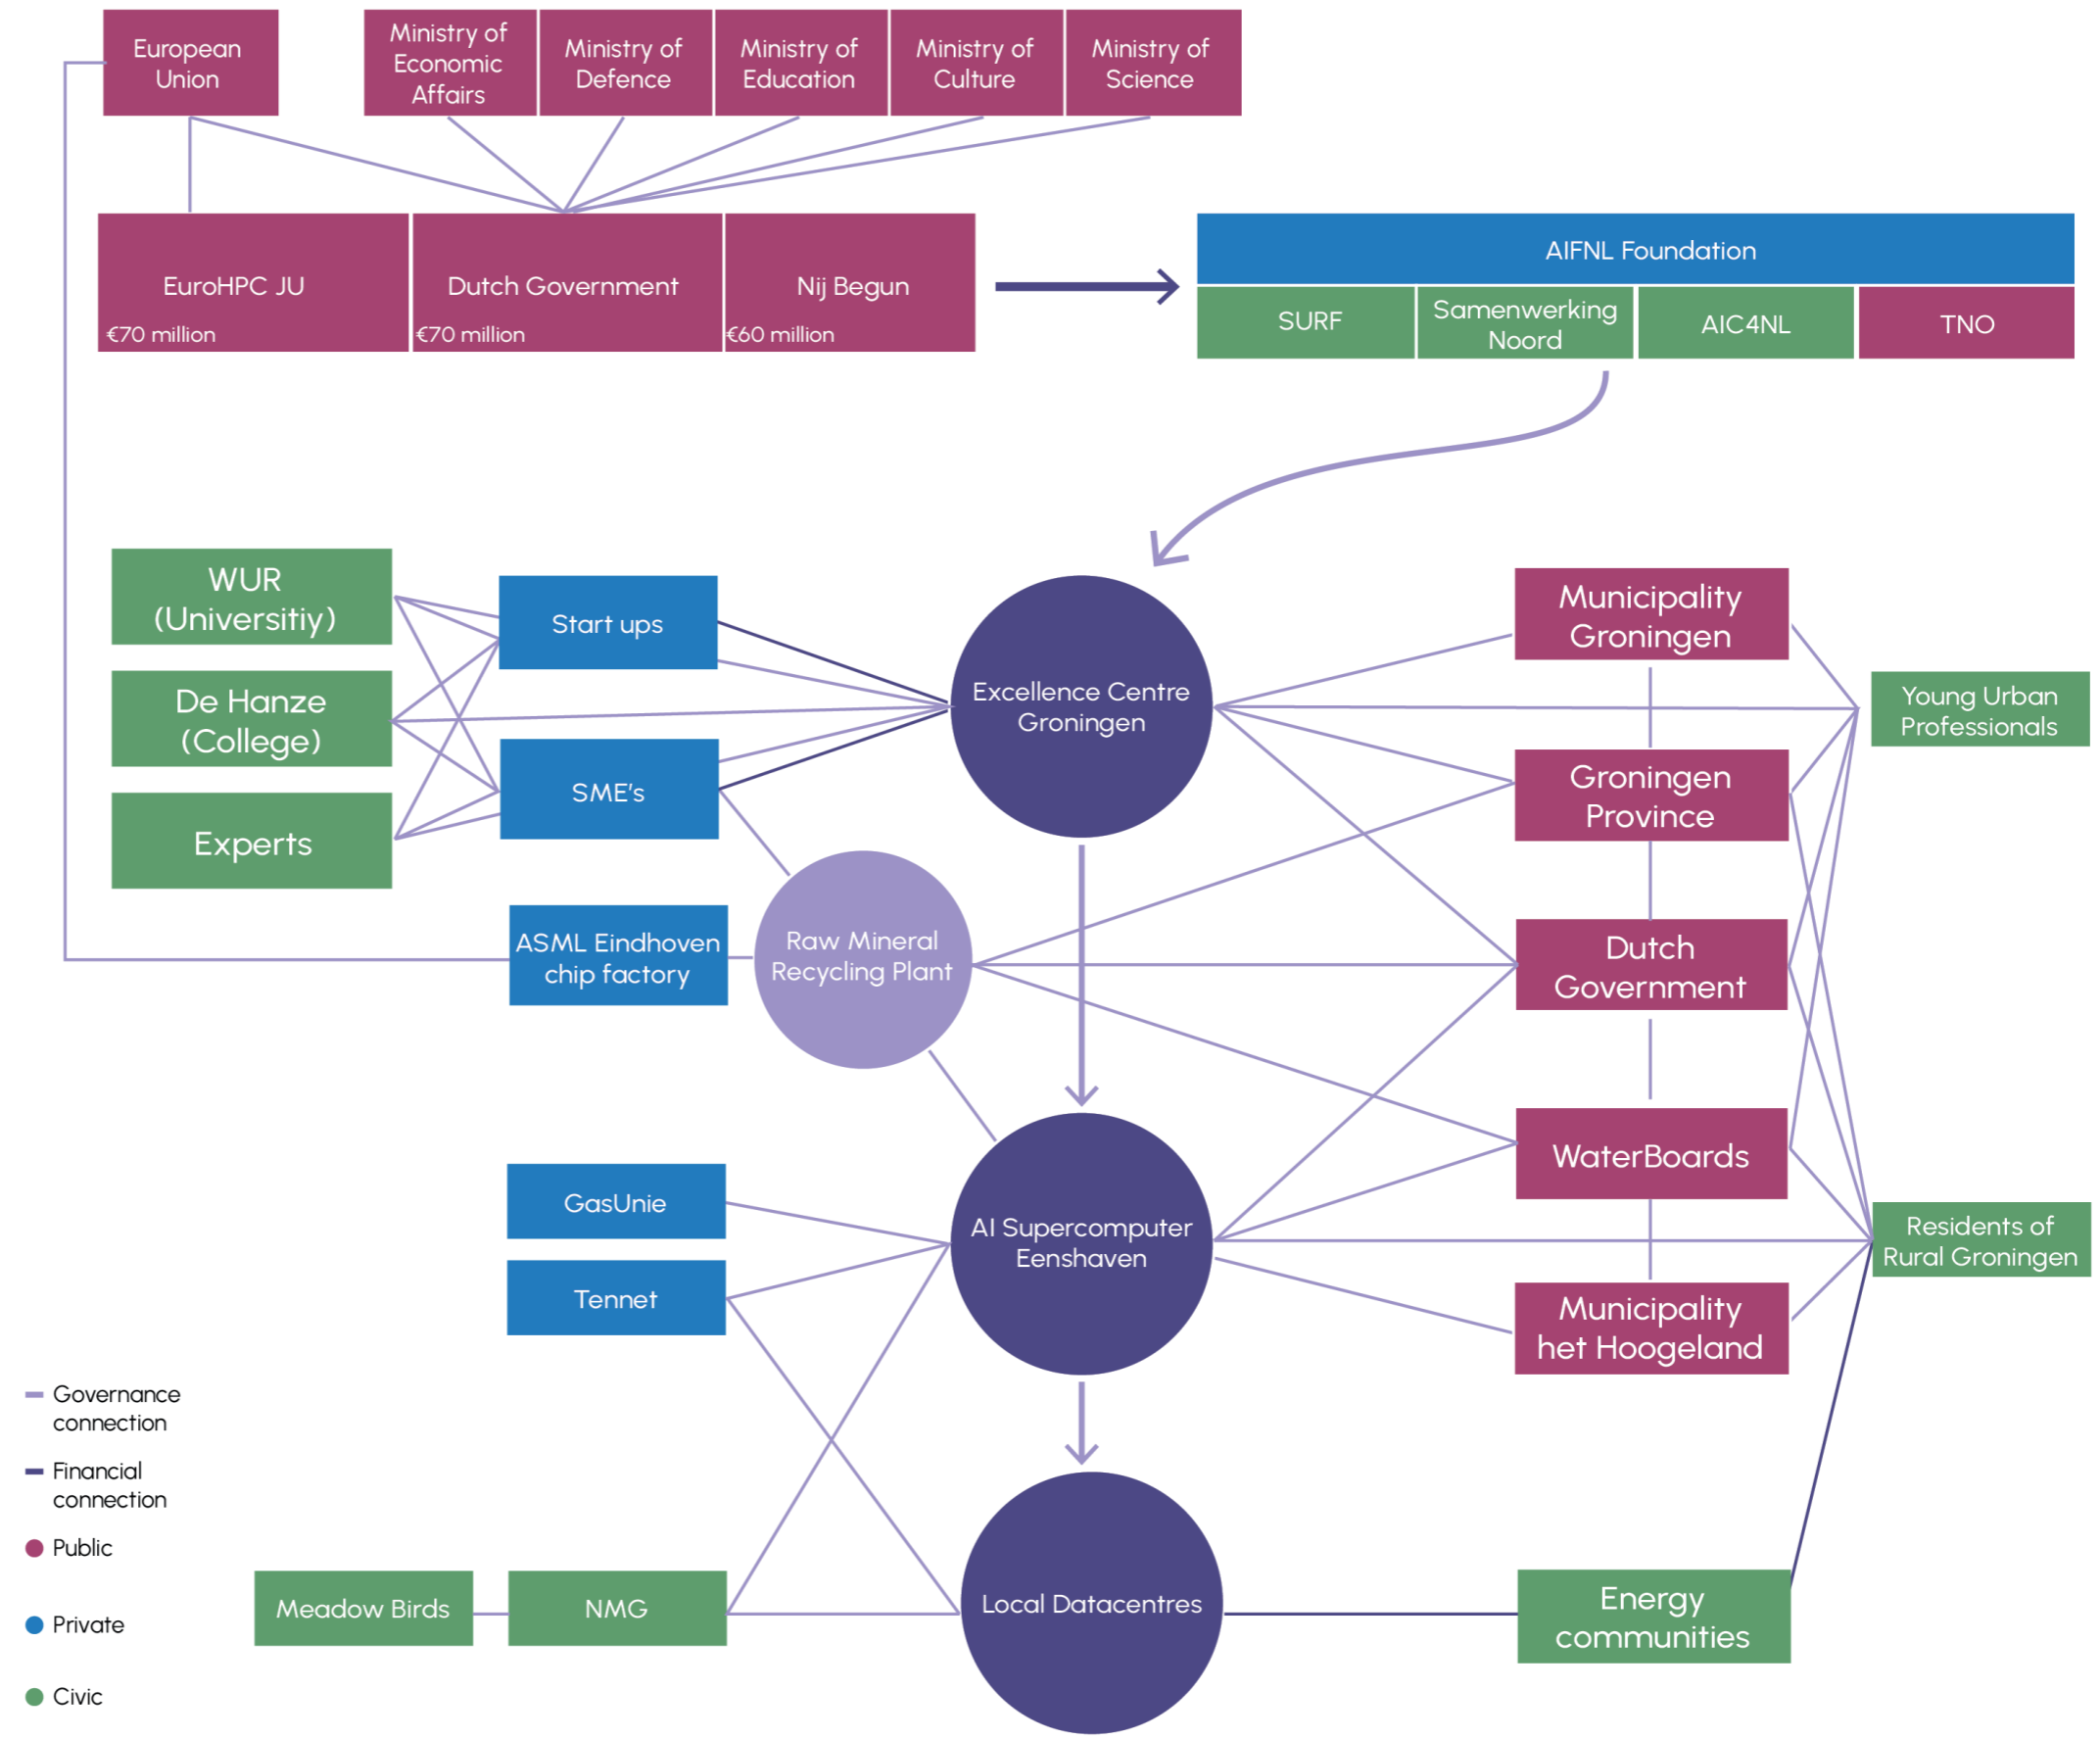 European
Union
Ministry of
Economic
Affairs
Ministry of
Defence
Ministry of
Education
Ministry of
Culture
Ministry of
Science
EuroHPC JU
€70 million
Dutch Government
€70 million
Nij Begun
€60 million
AIFNL Foundation
SURF
Samenwerking
Noord
AIC4NL
TNO
WUR
(Universitiy)
De Hanze
(College)
Experts
Start ups
SME's
ASML Eindhoven
chip factory
Excellence Centre
Groningen
Raw Mineral
Recycling Plant
Municipality
Groningen
Groningen
Province
Dutch
Government
WaterBoards
Municipality
het Hoogeland
Young Urban
Professionals
Residents of
Rural Groningen
GasUnie
Tennet
AI Supercomputer
Eenshaven
Meadow Birds
NMG
Local Datacentres
Energy
communities
Governance
connection
Financial
connection
Public
Private
Civic